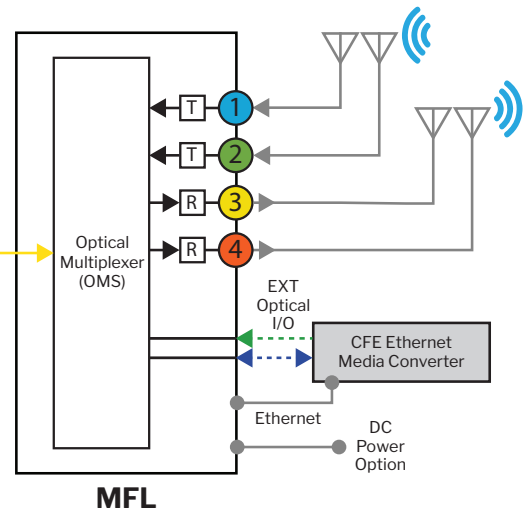 T
1
T
2
R
3
R
4
Optical
Multiplexer
(OMS)
EXT
Optical
I/O
CFE Ethernet
Media Converter
Ethernet
DC
Power
Option
MFL